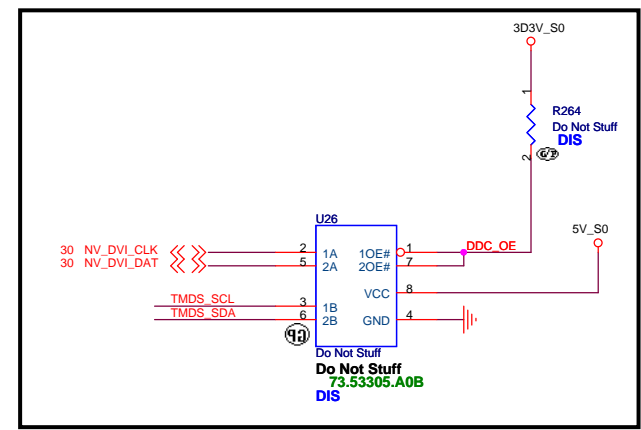 3D3V_S0
1
R264
Do Not Stuff
DIS
2
G/P
5V_S0
U26
30 NV_DVI_CLK 2 1A 1OE# 1 DDC_OE
30 NV_DVI_DAT 5 2A 2OE# 7
VCC 8
TMDS_SCL 3 1B
TMDS_SDA 6 2B GND 4
GP
Do Not Stuff
Do Not Stuff
73.53305.A0B
DIS